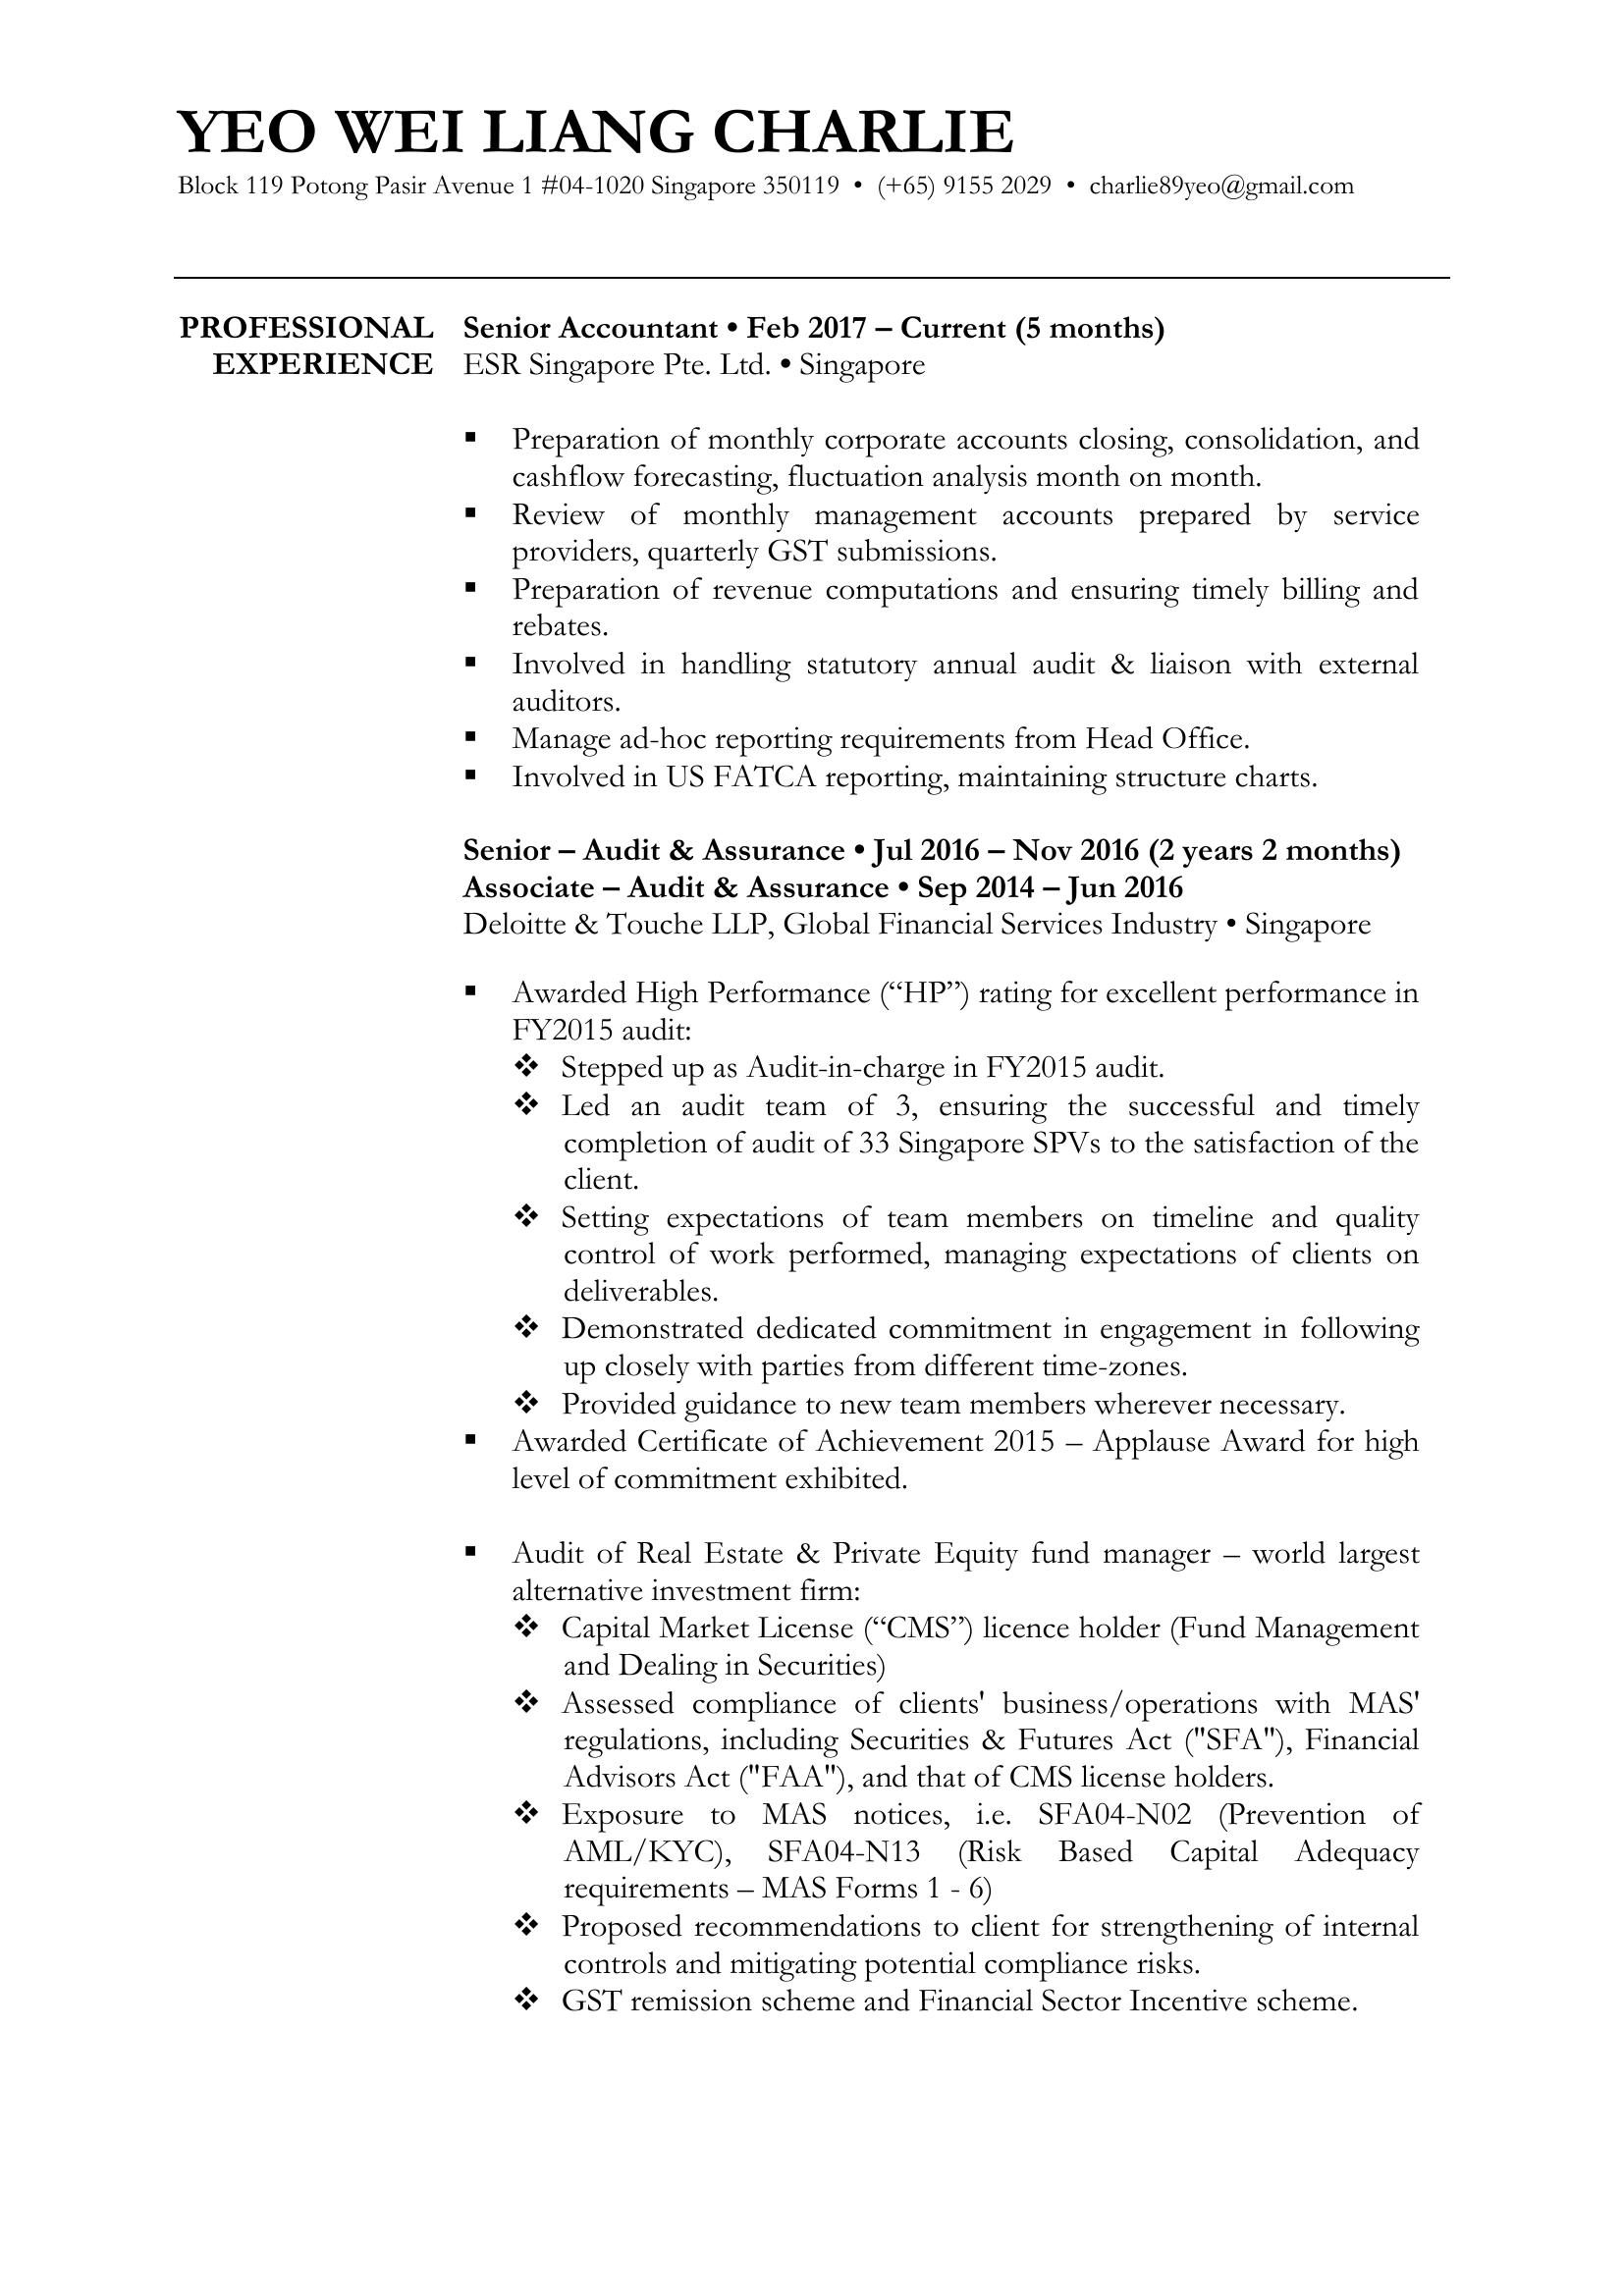 YEO WEI LIANG CHARLIE
Block 119 Potong Pasir Avenue 1 #04-1020 Singapore 350119 • (+65) 9155 2029 • charlie89yeo@gmail.com
PROFESSIONAL
EXPERIENCE
Senior Accountant • Feb 2017 – Current (5 months)
ESR Singapore Pte. Ltd. • Singapore
▪ Preparation of monthly corporate accounts closing, consolidation, and
cashflow forecasting, fluctuation analysis month on month.
▪ Review of monthly management accounts prepared by service
providers, quarterly GST submissions.
▪ Preparation of revenue computations and ensuring timely billing and
rebates.
▪ Involved in handling statutory annual audit & liaison with external
auditors.
▪ Manage ad-hoc reporting requirements from Head Office.
▪ Involved in US FATCA reporting, maintaining structure charts.
Senior – Audit & Assurance • Jul 2016 – Nov 2016 (2 years 2 months)
Associate – Audit & Assurance • Sep 2014 – Jun 2016
Deloitte & Touche LLP, Global Financial Services Industry • Singapore
▪ Awarded High Performance (“HP”) rating for excellent performance in
FY2015 audit:
❖ Stepped up as Audit-in-charge in FY2015 audit.
❖ Led an audit team of 3, ensuring the successful and timely
completion of audit of 33 Singapore SPVs to the satisfaction of the
client.
❖ Setting expectations of team members on timeline and quality
control of work performed, managing expectations of clients on
deliverables.
❖ Demonstrated dedicated commitment in engagement in following
up closely with parties from different time-zones.
❖ Provided guidance to new team members wherever necessary.
▪ Awarded Certificate of Achievement 2015 – Applause Award for high
level of commitment exhibited.
▪ Audit of Real Estate & Private Equity fund manager – world largest
alternative investment firm:
❖ Capital Market License (“CMS”) licence holder (Fund Management
and Dealing in Securities)
❖ Assessed compliance of clients' business/operations with MAS'
regulations, including Securities & Futures Act ("SFA"), Financial
Advisors Act ("FAA"), and that of CMS license holders.
❖ Exposure to MAS notices, i.e. SFA04-N02 (Prevention of
AML/KYC), SFA04-N13 (Risk Based Capital Adequacy
requirements – MAS Forms 1 - 6)
❖ Proposed recommendations to client for strengthening of internal
controls and mitigating potential compliance risks.
❖ GST remission scheme and Financial Sector Incentive scheme.